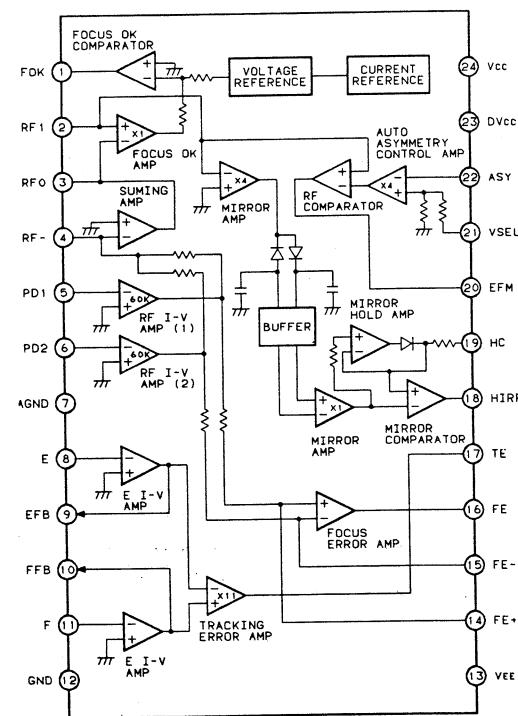 FOCUS OK
COMPARATOR
FOK
1
VOLTAGE
REFERENCE
CURRENT
REFERENCE
24
Vcc
RF1
2
X1
FOCUS OK
AMP
23
DVcc
AUTO
ASYMMETRY
CONTROL AMP
RFO
3
SUMING
AMP
X4
MIRROR
AMP
RF
COMPARATOR
X4
22
ASY
RF-
4
21
VSEL
PD1
5
60K
RF I-V
AMP (1)
20
EFM
BUFFER
MIRROR
HOLD AMP
PD2
6
60K
RF I-V
AMP (2)
19
HC
AGND
7
X1
MIRROR
AMP
MIRROR
COMPARATOR
18
HIRF
E
8
E I-V
AMP
17
TE
EFB
9
FOCUS
ERROR AMP
16
FE
FFB
10
15
FE-
X11
TRACKING
ERROR AMP
F
11
E I-V
AMP
14
FE+
GND
12
13
VEE